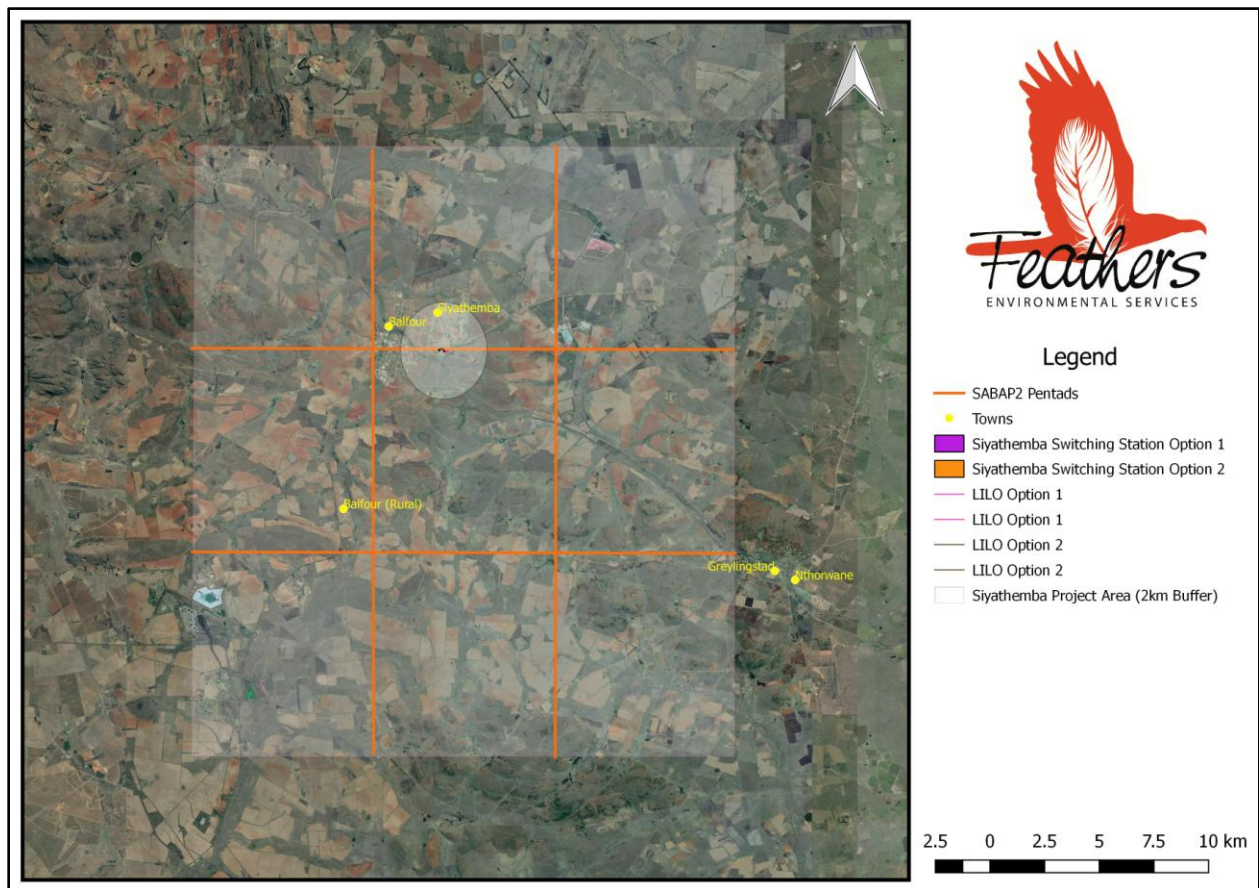 Siyathemba
Balfour
Balfour (Rural)
Greylingstad
Nthorwane
Feathers
ENVIRONMENTAL SERVICES
Legend
SABAP2 Pentads
Towns
Siyathemba Switching Station Option 1
Siyathemba Switching Station Option 2
LILO Option 1
LILO Option 1
LILO Option 2
LILO Option 2
Siyathemba Project Area (2km Buffer)
2.5 0 2.5 5 7.5 10 km